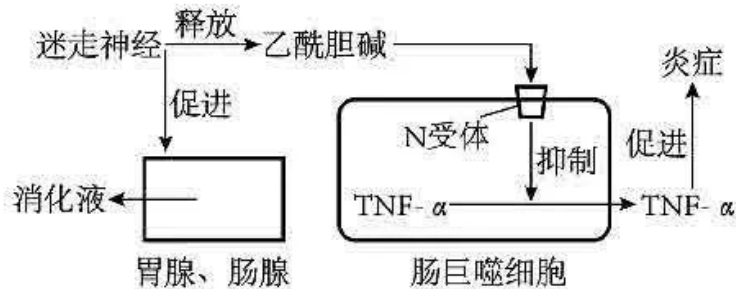 迷走神经
释放
乙酰胆碱
促进
消化液
胃腺、肠腺
N受体
抑制
TNF-α
肠巨噬细胞
TNF-α
促进
炎症